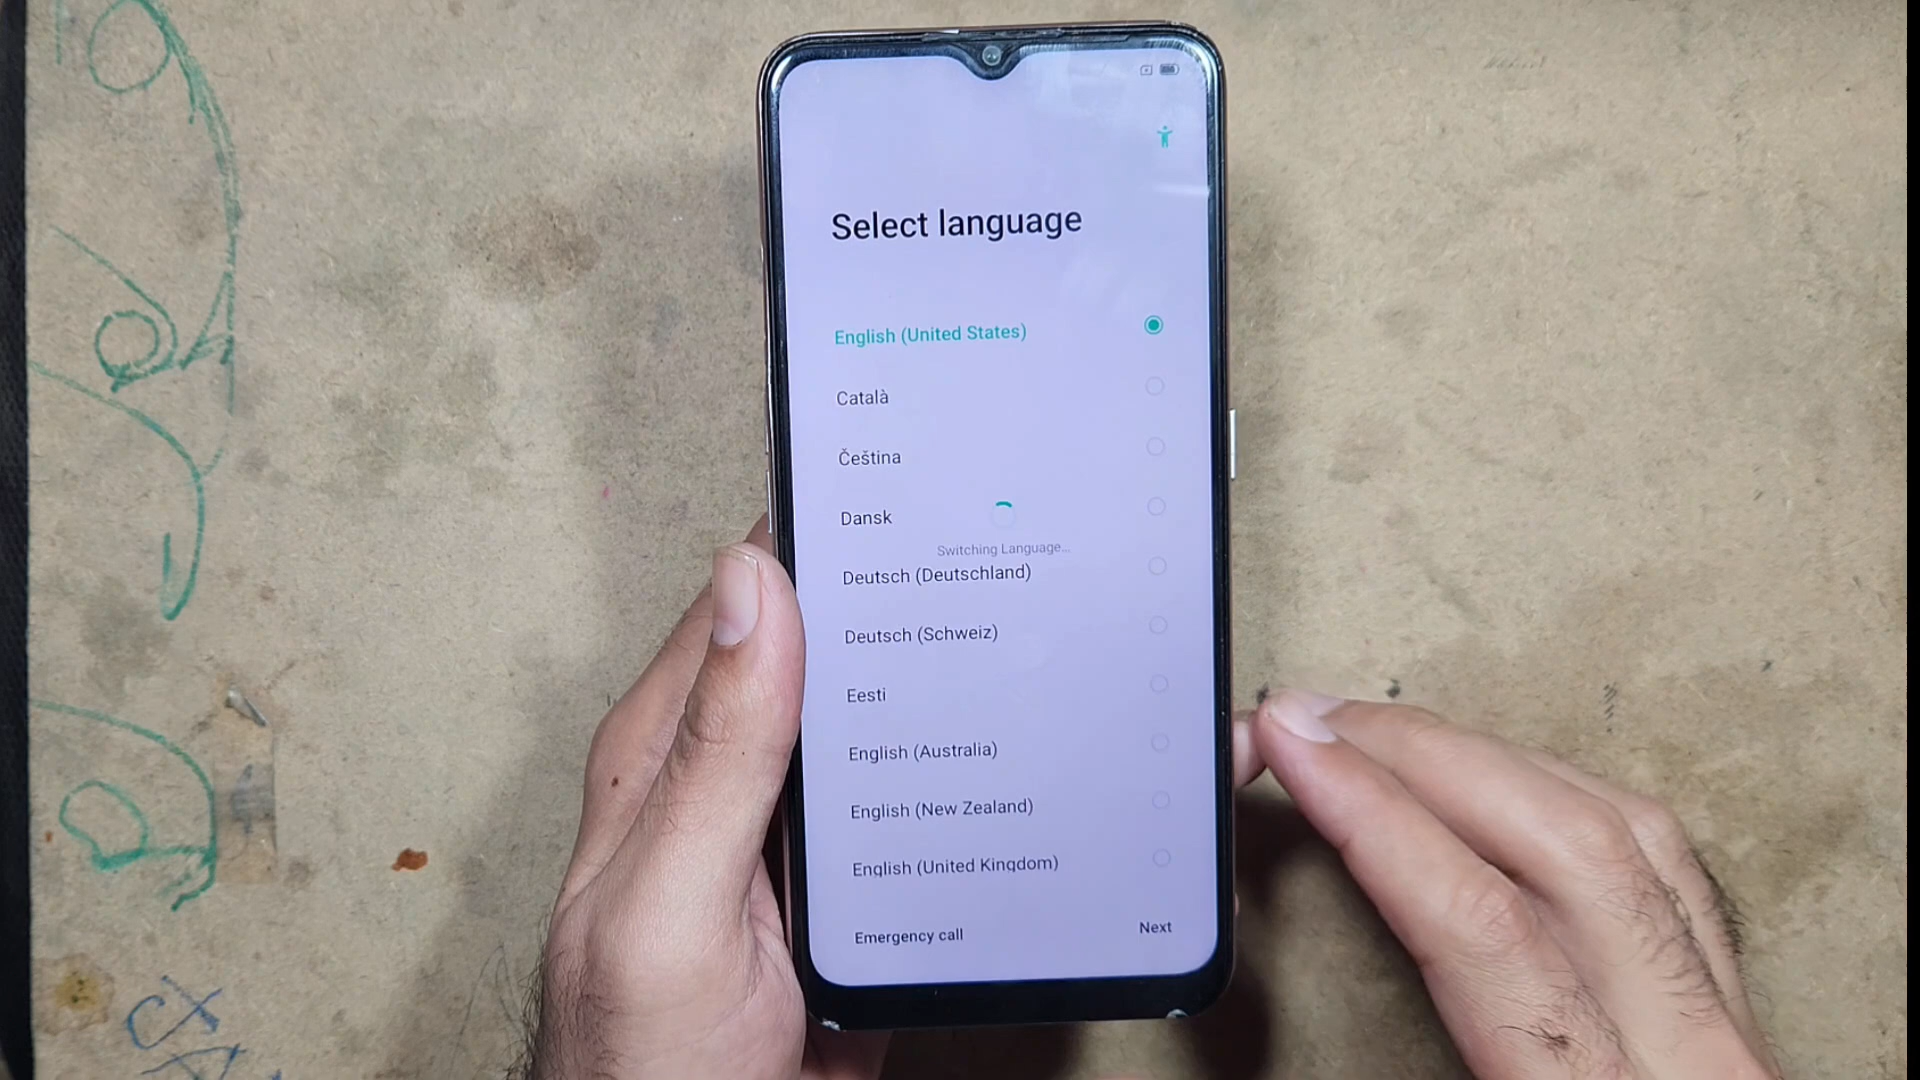 Select language
English (United States)
Català
Čeština
Dansk
Switching Language...
Deutsch (Deutschland)
Deutsch (Schweiz)
Eesti
English (Australia)
English (New Zealand)
English (United Kingdom)
Emergency call
Next